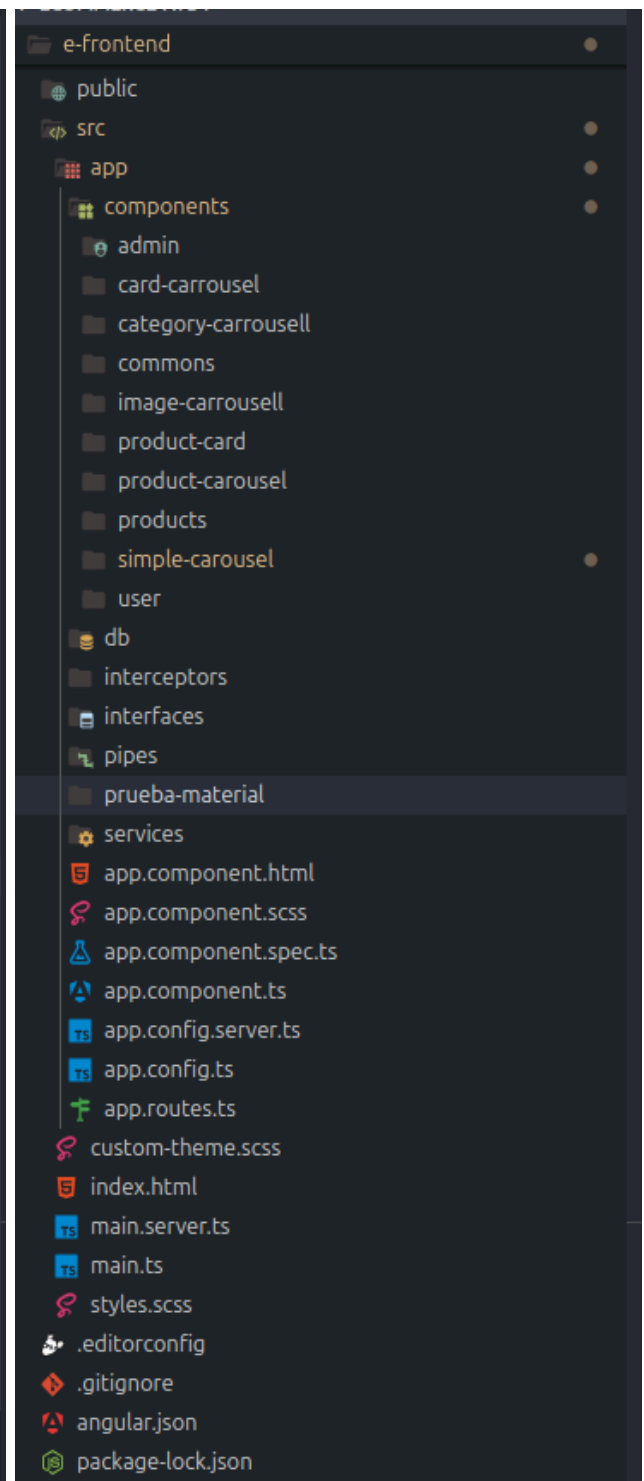 e-frontend
public
src
app
components
admin
card-carrousel
category-carrousell
commons
image-carrousell
product-card
product-carousel
products
simple-carousel
user
db
interceptors
interfaces
pipes
prueba-material
services
app.component.html
app.component.scss
app.component.spec.ts
app.component.ts
app.config.server.ts
app.config.ts
app.routes.ts
custom-theme.scss
index.html
main.server.ts
main.ts
styles.scss
.editorconfig
.gitignore
angular.json
package-lock.json